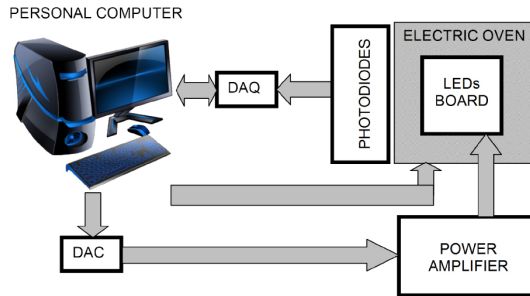 PERSONAL COMPUTER
ELECTRIC OVEN
LEDs
BOARD
PHOTODIODES
DAQ
DAC
POWER
AMPLIFIER